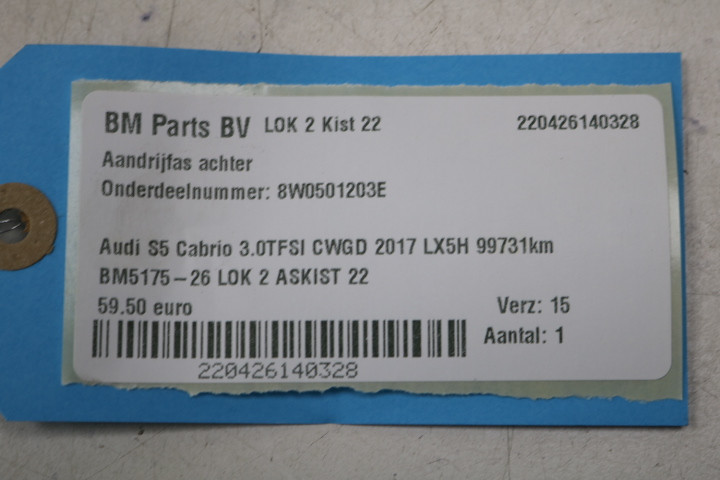 BM Parts BV LOK 2 Kist 22 220426140328
Aandrijfas achter
Onderdeelnummer: 8W0501203E
Audi S5 Cabrio 3.0TFSI CWGD 2017 LX5H 99731km
BM5175-26 LOK 2 ASKIST 22
59.50 euro Verz: 15
Aantal: 1
220426140328